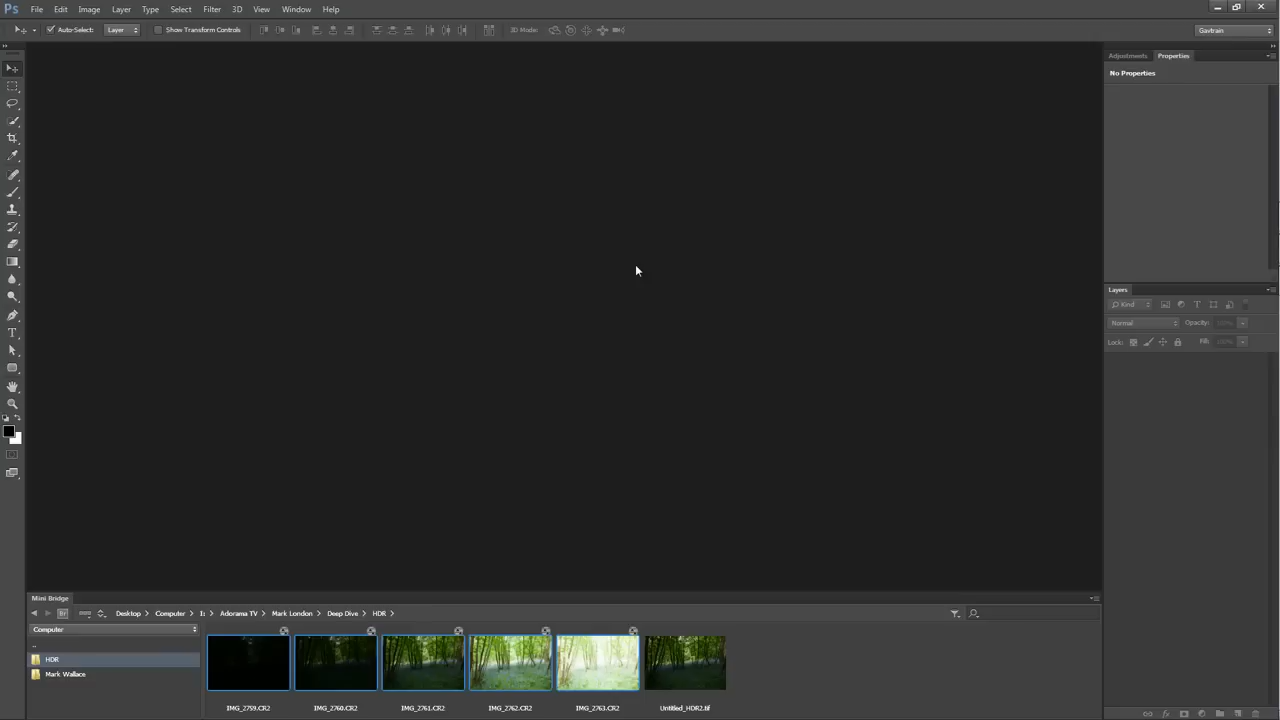 Ps File Edit Image Layer Type Select Filter 3D View Window Help
Auto-Select: Layer Show Transform Controls 3D Mode: Gavtrain
Adjustments Properties
No Properties
Layers
Kind
Normal Opacity: 100%
Lock: Fill: 100%
Mini Bridge
Br Desktop Computer I: Adorama TV Mark London Deep Dive HDR
Computer
..
HDR
Mark Wallace
IMG_2759.CR2 IMG_2760.CR2 IMG_2761.CR2 IMG_2762.CR2 IMG_2763.CR2 Untitled_HDR2.tif